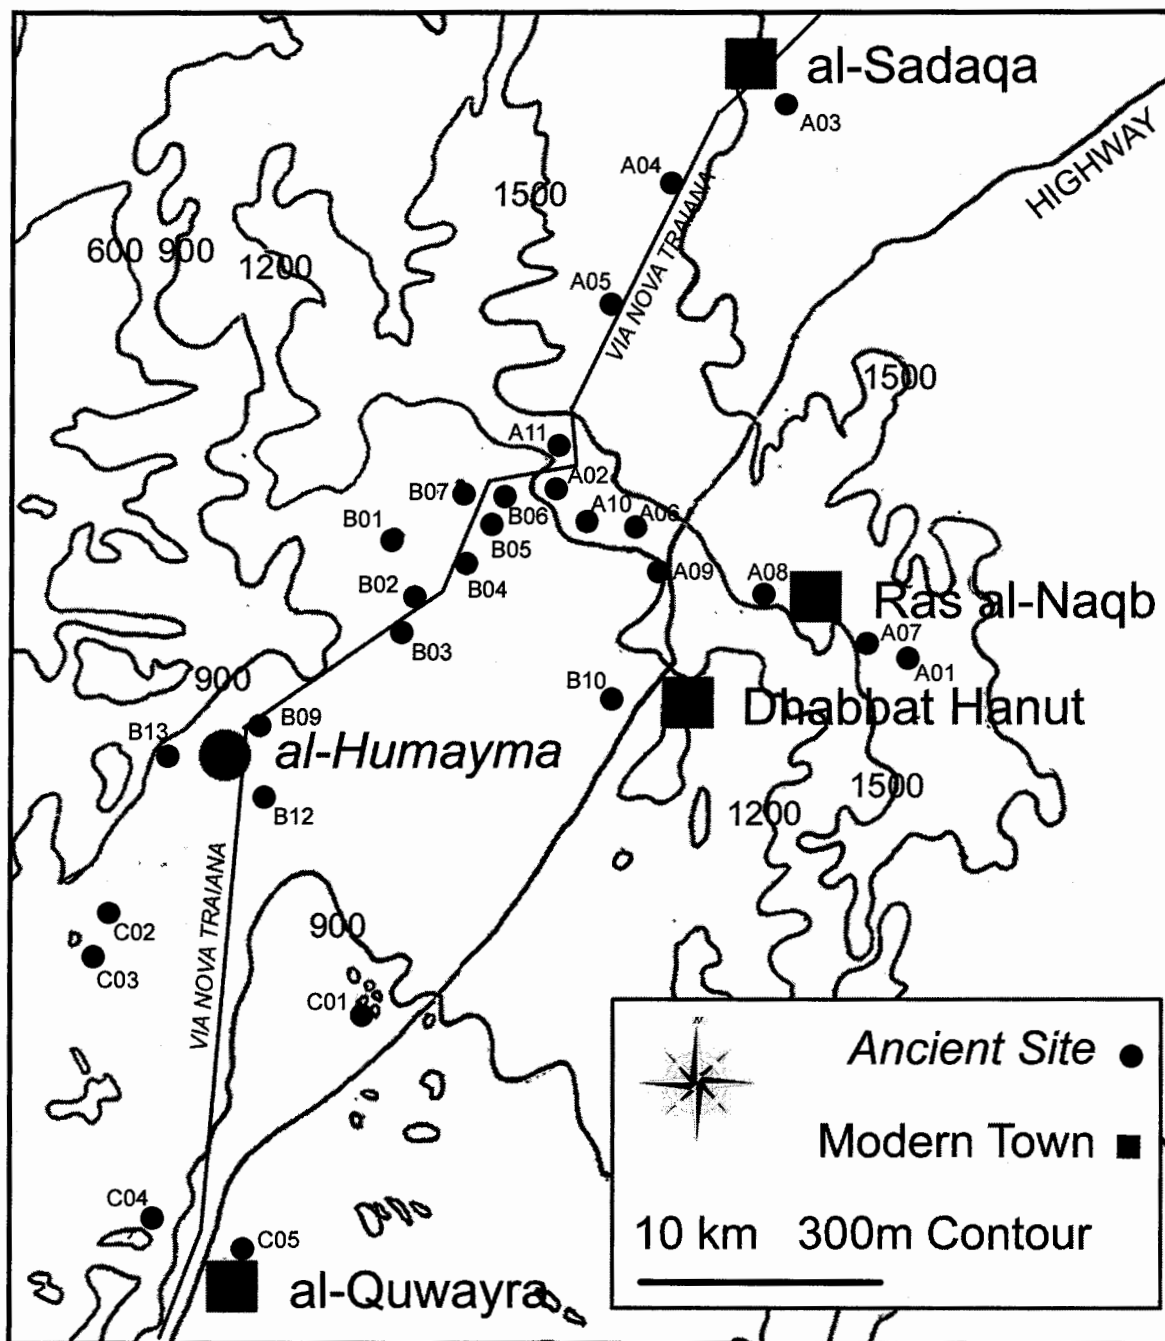 al-Sadaqa
A03
HIGHWAY
A04
1500
VIA NOVA TRAIANA
600
900
1200
A05
1500
A11
A02
B07
B06
A10
A06
B01
B05
B02
B04
A09
A08
Ras al-Naqb
B03
A07
A01
900
B10
Dhabbat Hanut
B13
B09
al-Humayma
1500
B12
1200
VIA NOVA TRAIANA
C02
900
C03
C01
N
Ancient Site
Modern Town
10 km
300m Contour
C04
C05
al-Quwayra